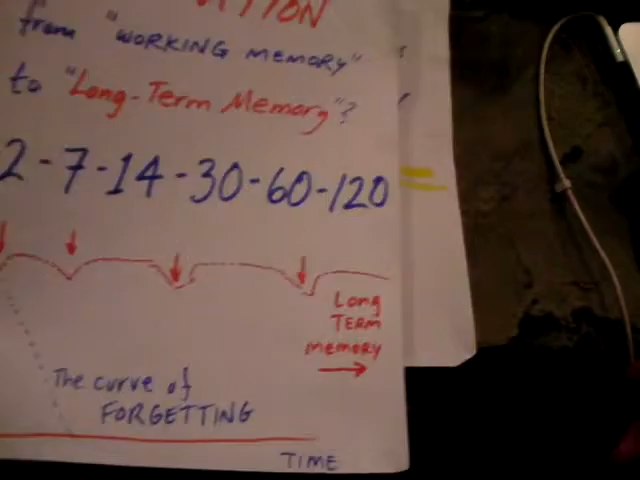 from "WORKING MEMORY"
to "Long-Term Memory"?
2-7-14-30-60-120
LONG
TERM
MEMORY
The curve of
FORGETTING
TIME